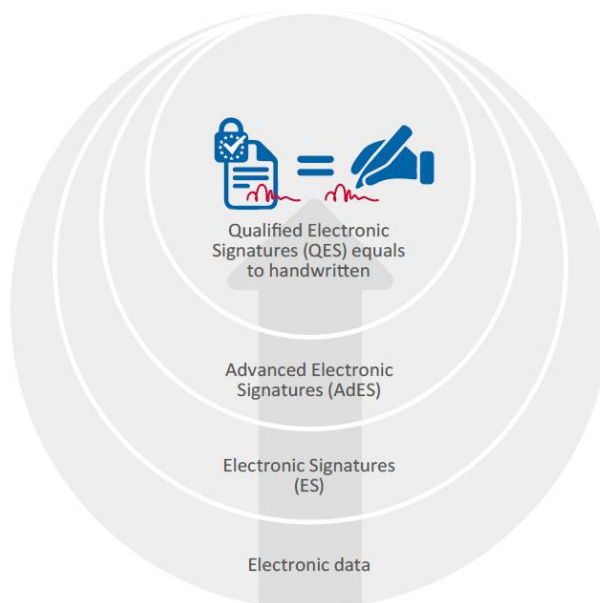 Qualified Electronic
Signatures (QES) equals
to handwritten
Advanced Electronic
Signatures (AdES)
Electronic Signatures
(ES)
Electronic data